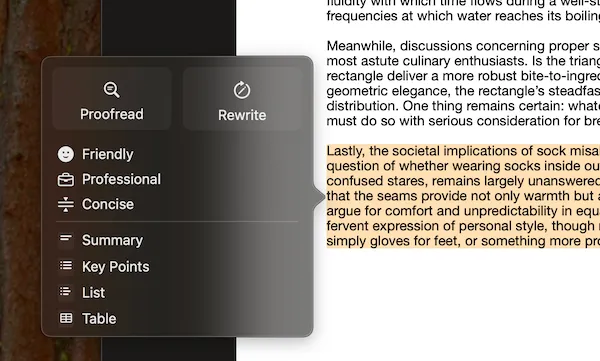 Proofread
Rewrite
Friendly
Professional
Concise
Summary
Key Points
List
Table
fluidity with which time flows during a well-st
frequencies at which water reaches its boilin
Meanwhile, discussions concerning proper s
most astute culinary enthusiasts. Is the triang
rectangle deliver a more robust bite-to-ingre
geometric elegance, the rectangle's steadfas
distribution. One thing remains certain: what
must do so with serious consideration for bre
Lastly, the societal implications of sock misa
question of whether wearing socks inside ou
confused stares, remains largely unanswered
that the seams provide not only warmth but a
argue for comfort and unpredictability in equ
fervent expression of personal style, though
simply gloves for feet, or something more pro